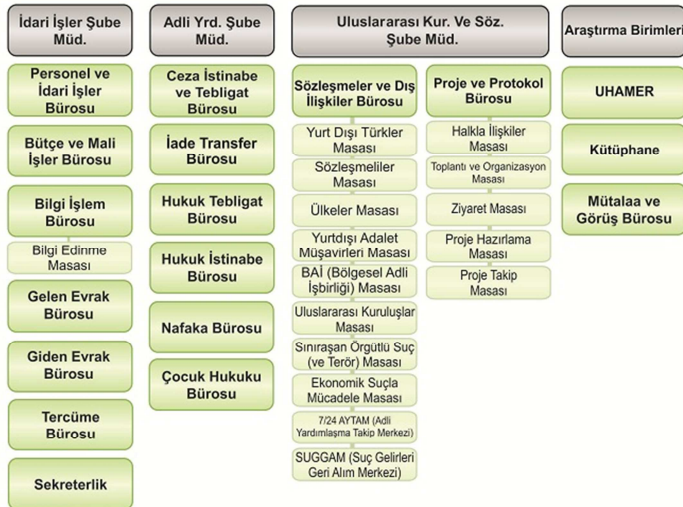 İdari İşler Şube
Müd.
Personel ve
İdari İşler
Bürosu
Bütçe ve Mali
İşler Bürosu
Bilgi İşlem
Bürosu
Bilgi Edinme
Masası
Gelen Evrak
Bürosu
Giden Evrak
Bürosu
Tercüme
Bürosu
Sekreterlik
Adli Yrd. Şube
Müd.
Ceza İstinabe
ve Tebligat
Bürosu
İade Transfer
Bürosu
Hukuk Tebligat
Bürosu
Hukuk İstinabe
Bürosu
Nafaka Bürosu
Çocuk Hukuku
Bürosu
Uluslararası Kur. Ve Söz.
Şube Müd.
Sözleşmeler ve Dış
İlişkiler Bürosu
Yurt Dışı Türkler
Masası
Sözleşmeliler
Masası
Ülkeler Masası
Yurtdışı Adalet
Müşavirleri Masası
BAİ (Bölgesel Adli
İşbirliği) Masası
Uluslararası Kuruluşlar
Masası
Sınıraşan Örgütlü Suç
(ve Terör) Masası
Ekonomik Suçla
Mücadele Masası
7/24 AYTAM (Adli
Yardımlaşma Takip Merkezi)
SUGGAM (Suç Gelirleri
Geri Alım Merkezi)
Proje ve Protokol
Bürosu
Halkla İlişkiler
Masası
Toplantı ve Organizasyon
Masası
Ziyaret Masası
Proje Hazırlama
Masası
Proje Takip
Masası
Araştırma Birimleri
UHAMER
Kütüphane
Mütalaa ve
Görüş Bürosu